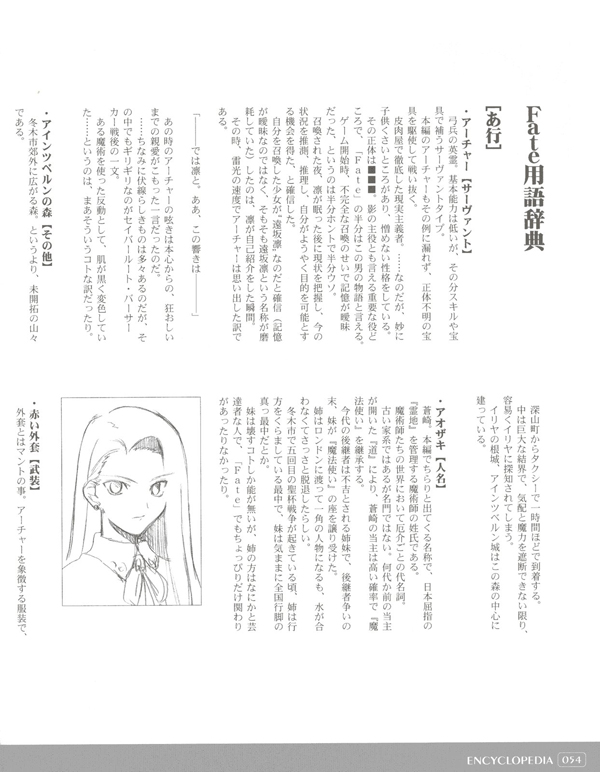 Fate用語辞典
[あ行]
・アーチャー【サーヴァント】
弓兵の英霊。基本能力は低いが、その分スキルや宝
具で補うサーヴァントタイプ。
本編のアーチャーもその例に漏れず、正体不明の宝
具を駆使して戦い抜く。
皮肉屋で徹底した現実主義者。……なのだが、妙に
子供くさいところがあり、憎めない性格をしている。
その正体は■■■。影の主役とも言える重要な役ど
ころで、「Fate」の半分はこの男の物語と言える。
ゲーム開始時、不完全な召喚のせいで記憶が曖昧
だった、というのは半分ホントで半分ウソ。
召喚された夜、凛が眠った後に現状を把握し、今の
状況を推測、推理し、自分がようやく目的を可能とす
る機会を得た、と確信した。
自分を召喚した少女が“遠坂凛”なのだと確信（記憶
が曖昧なのではなく、そもそも遠坂凛という名称が磨
耗していた）したのは、凛が自己紹介をした瞬間。
その時、雷光の速度でアーチャーは思い出した訳で
ある。
「―――では凛と。ああ、この響きは―――」
あの時のアーチャーの呟きは本心からの、狂おしい
までの親愛がこもった一言だったのだ。
……ちなみに伏線らしきものは多々あるのだが、そ
の中でもギリギリなのがセイバールート・バーサー
カー戦後の一文。
ある魔術を使った反動として、肌が黒く変色してい
た……というのは、まあそういうコトな訳だったり。
・アインツベルンの森【その他】
冬木市郊外に広がる森。というより、未開拓の山々
である。
深山町からタクシーで一時間ほどで到着する。
中は巨大な結界で、気配と魔力を遮断できない限り、
容易くイリヤに探知されてしまう。
イリヤの根城、アインツベルン城はこの森の中心に
建っている。
・アオザキ【人名】
蒼崎。本編でちらりと出てくる名称で、日本屈指の
『霊地』を管理する魔術師の姓氏である。
魔術師たちの世界において厄介ごとの代名詞。
古い家系ではあるが名門ではない。何代か前の当主
が開いた『道』により、蒼崎の当主は高い確率で『魔
法使い』を継承する。
今代の後継者は不吉とされる姉妹で、後継者争いの
末、妹が『魔法使い』の座を譲り受けた。
姉はロンドンに渡って一角の人物になるも、水が合
わなくてさっさと脱退したらしい。
冬木市で五回目の聖杯戦争が起きている頃、姉は行
方をくらましている最中で、妹は気ままに全国行脚の
真っ最中だとか。
妹は壊すコトしか能が無いが、姉の方はなにかと芸
達者な人で、「Fate」でもちょっぴりだけ関わり
があったりなかったり。
・赤い外套【武装】
外套とはマントの事。アーチャーを象徴する服装で、
ENCYCLOPEDIA 054